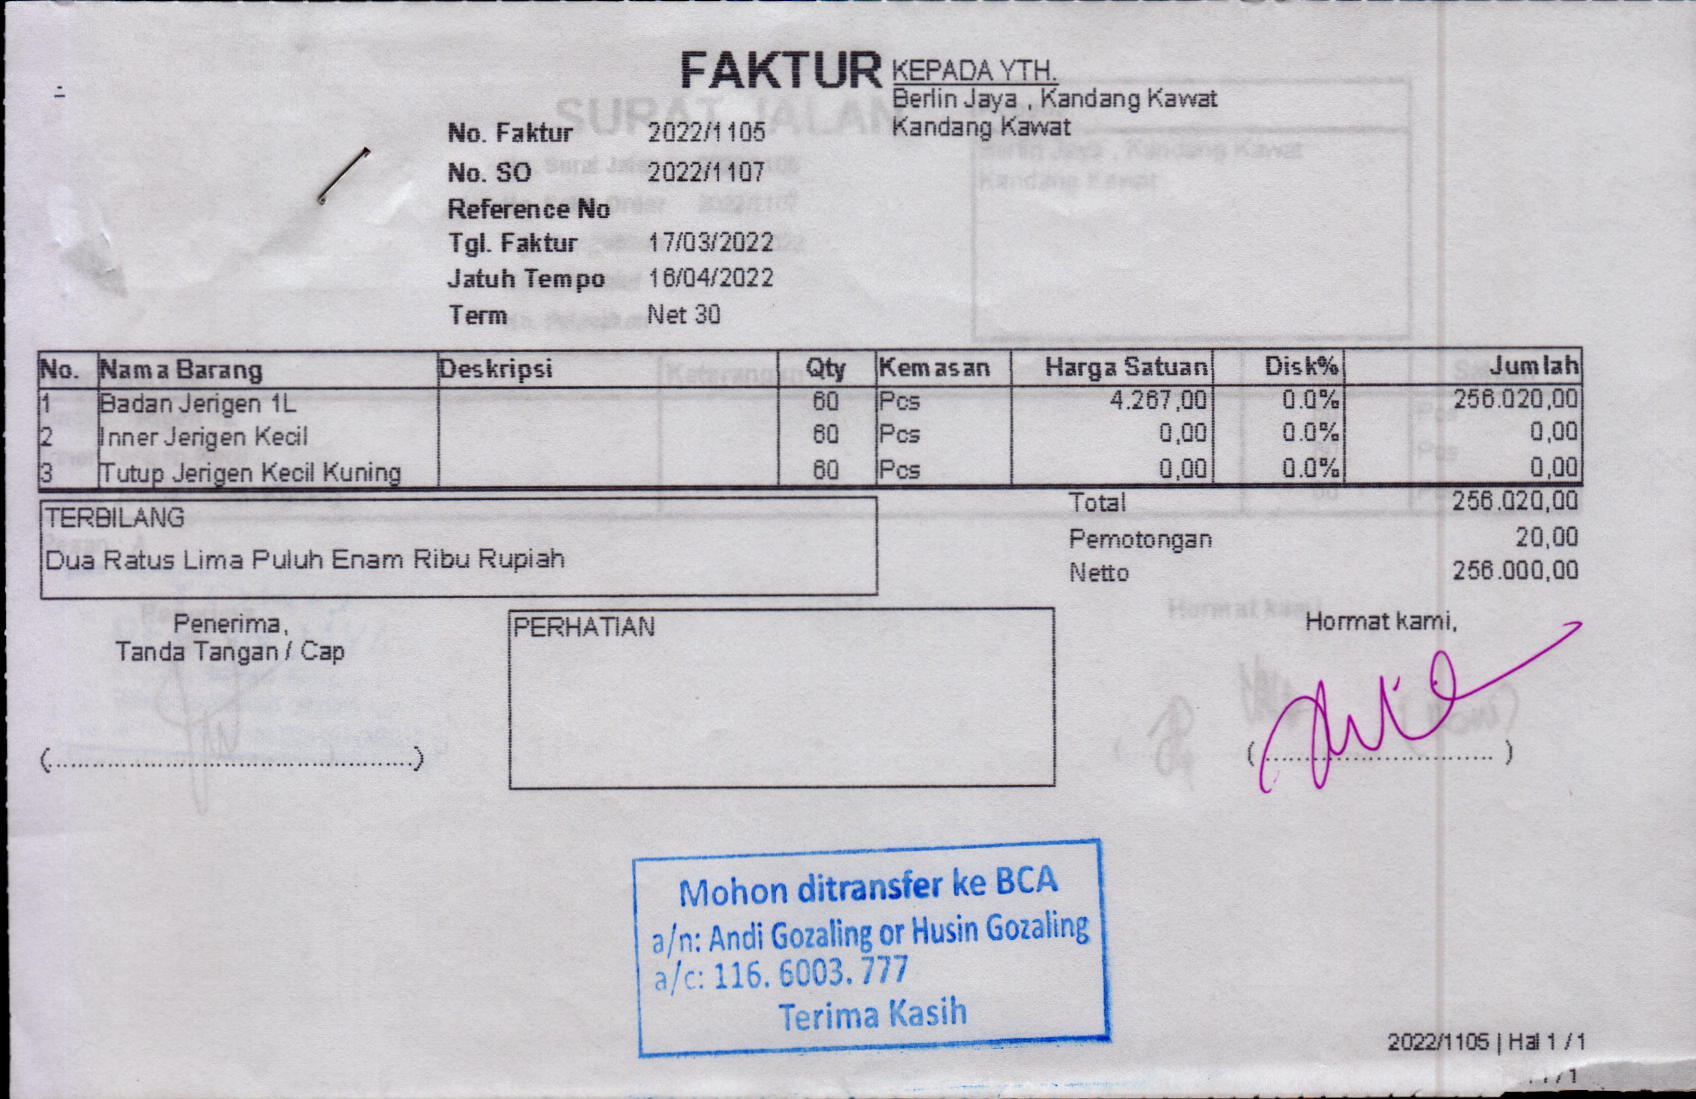 FAKTUR
KEPADA YTH.
Berlin Jaya , Kandang Kawat
Kandang Kawat
No. Faktur 2022/1105
No. SO 2022/1107
Reference No
Tgl. Faktur 17/03/2022
Jatuh Tempo 16/04/2022
Term Net 30
No. Nama Barang Deskripsi Qty Kemasan Harga Satuan Disk% Jumlah
1 Badan Jerigen 1L 60 Pcs 4.267,00 0.0% 256.020,00
2 Inner Jerigen Kecil 60 Pcs 0,00 0.0% 0,00
3 Tutup Jerigen Kecil Kuning 60 Pcs 0,00 0.0% 0,00
Total 256.020,00
Pemotongan 20,00
Netto 256.000,00
TERBILANG
Dua Ratus Lima Puluh Enam Ribu Rupiah
Penerima,
Tanda Tangan / Cap
PERHATIAN
Hormat kami,
Mohon ditransfer ke BCA
a/n: Andi Gozaling or Husin Gozaling
a/c: 116. 6003. 777
Terima Kasih
2022/1105 | Hal 1 / 1